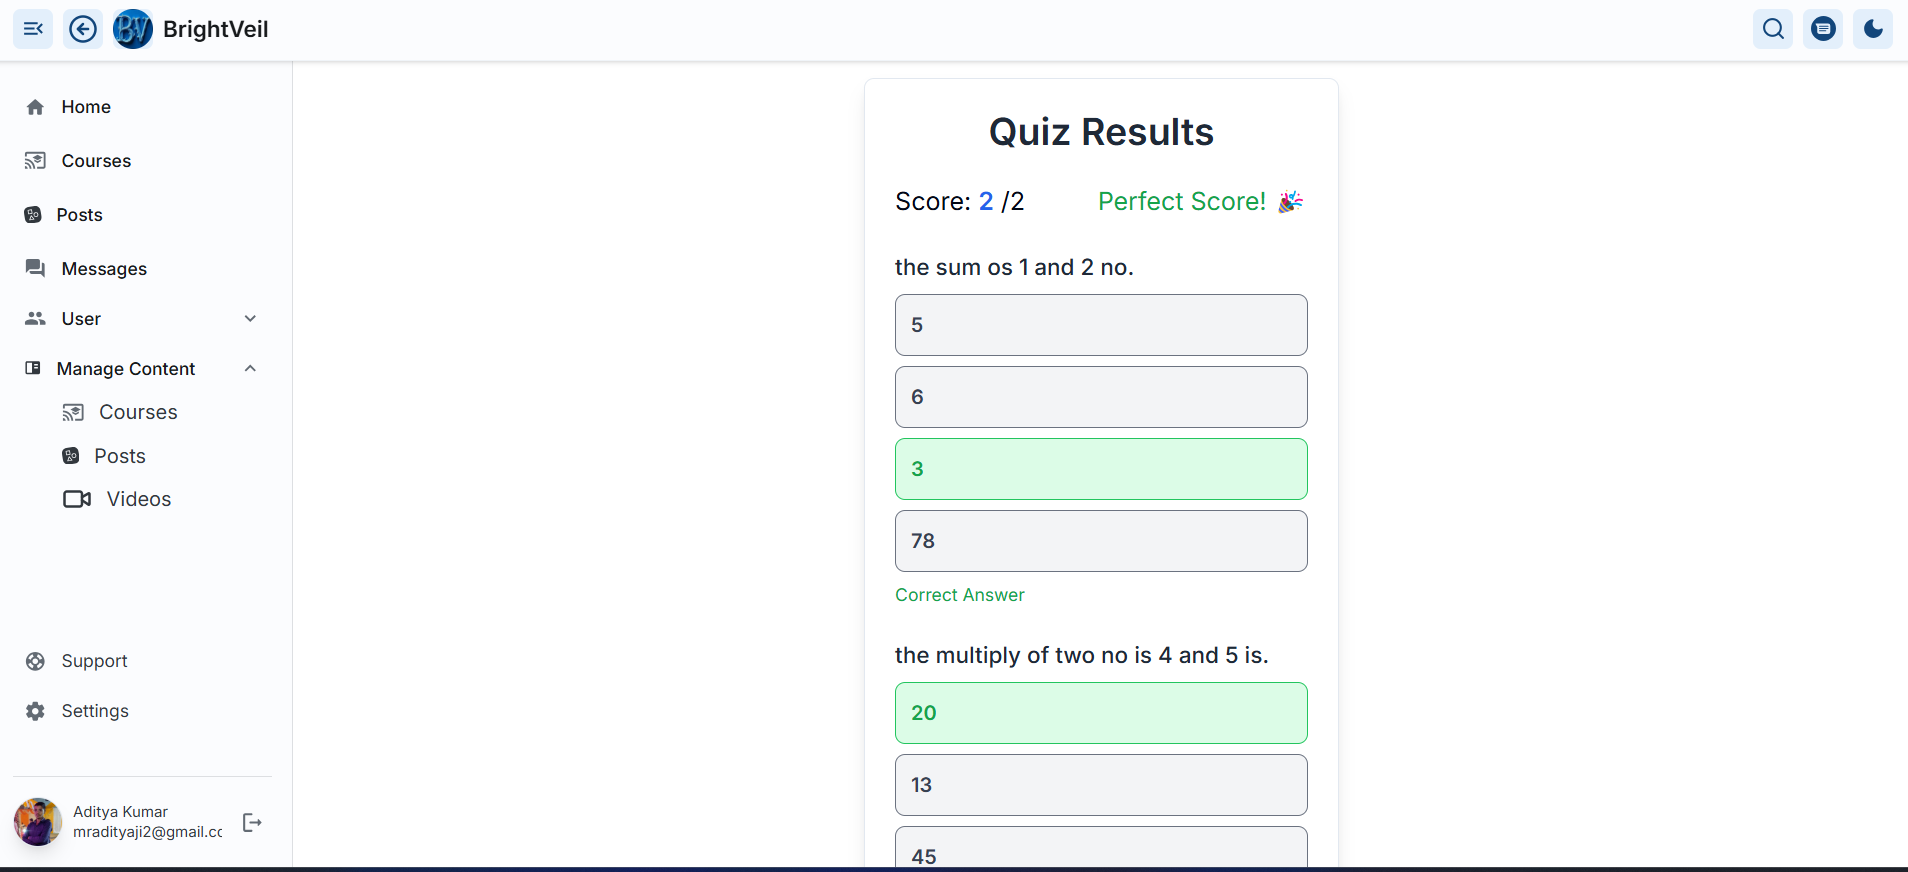 BrightVeil
Home
Courses
Posts
Messages
User
Manage Content
Courses
Posts
Videos
Support
Settings
Aditya Kumar
mradityaji2@gmail.cc
Quiz Results
Score: 2 /2
Perfect Score! 🎉
the sum os 1 and 2 no.
5
6
3
78
Correct Answer
the multiply of two no is 4 and 5 is.
20
13
45